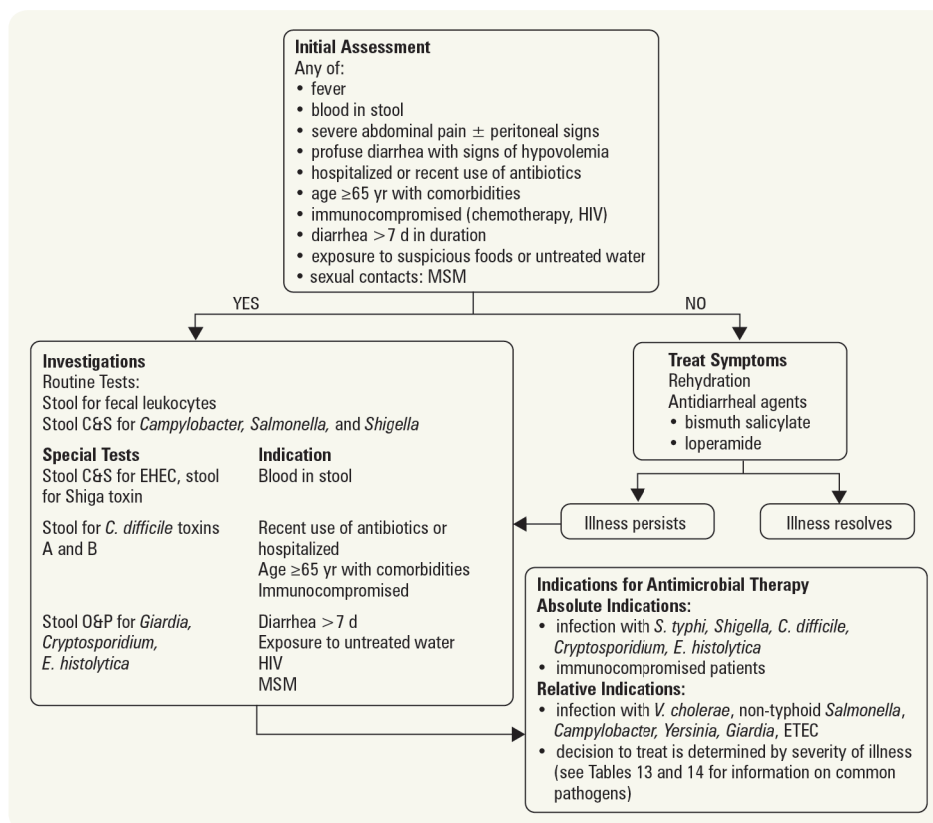 Initial Assessment
Any of:
• fever
• blood in stool
• severe abdominal pain ± peritoneal signs
• profuse diarrhea with signs of hypovolemia
• hospitalized or recent use of antibiotics
• age ≥65 yr with comorbidities
• immunocompromised (chemotherapy, HIV)
• diarrhea >7 d in duration
• exposure to suspicious foods or untreated water
• sexual contacts: MSM
YES
NO
Investigations
Routine Tests:
Stool for fecal leukocytes
Stool C&S for Campylobacter, Salmonella, and Shigella
Special Tests
Indication
Stool C&S for EHEC, stool
for Shiga toxin
Blood in stool
Stool for C. difficile toxins
A and B
Recent use of antibiotics or
hospitalized
Age ≥65 yr with comorbidities
Immunocompromised
Stool O&P for Giardia,
Cryptosporidium,
E. histolytica
Diarrhea >7 d
Exposure to untreated water
HIV
MSM
Treat Symptoms
Rehydration
Antidiarrheal agents
• bismuth salicylate
• loperamide
Illness persists
Illness resolves
Indications for Antimicrobial Therapy
Absolute Indications:
• infection with S. typhi, Shigella, C. difficile,
Cryptosporidium, E. histolytica
• immunocompromised patients
Relative Indications:
• infection with V. cholerae, non-typhoid Salmonella,
Campylobacter, Yersinia, Giardia, ETEC
• decision to treat is determined by severity of illness
(see Tables 13 and 14 for information on common
pathogens)